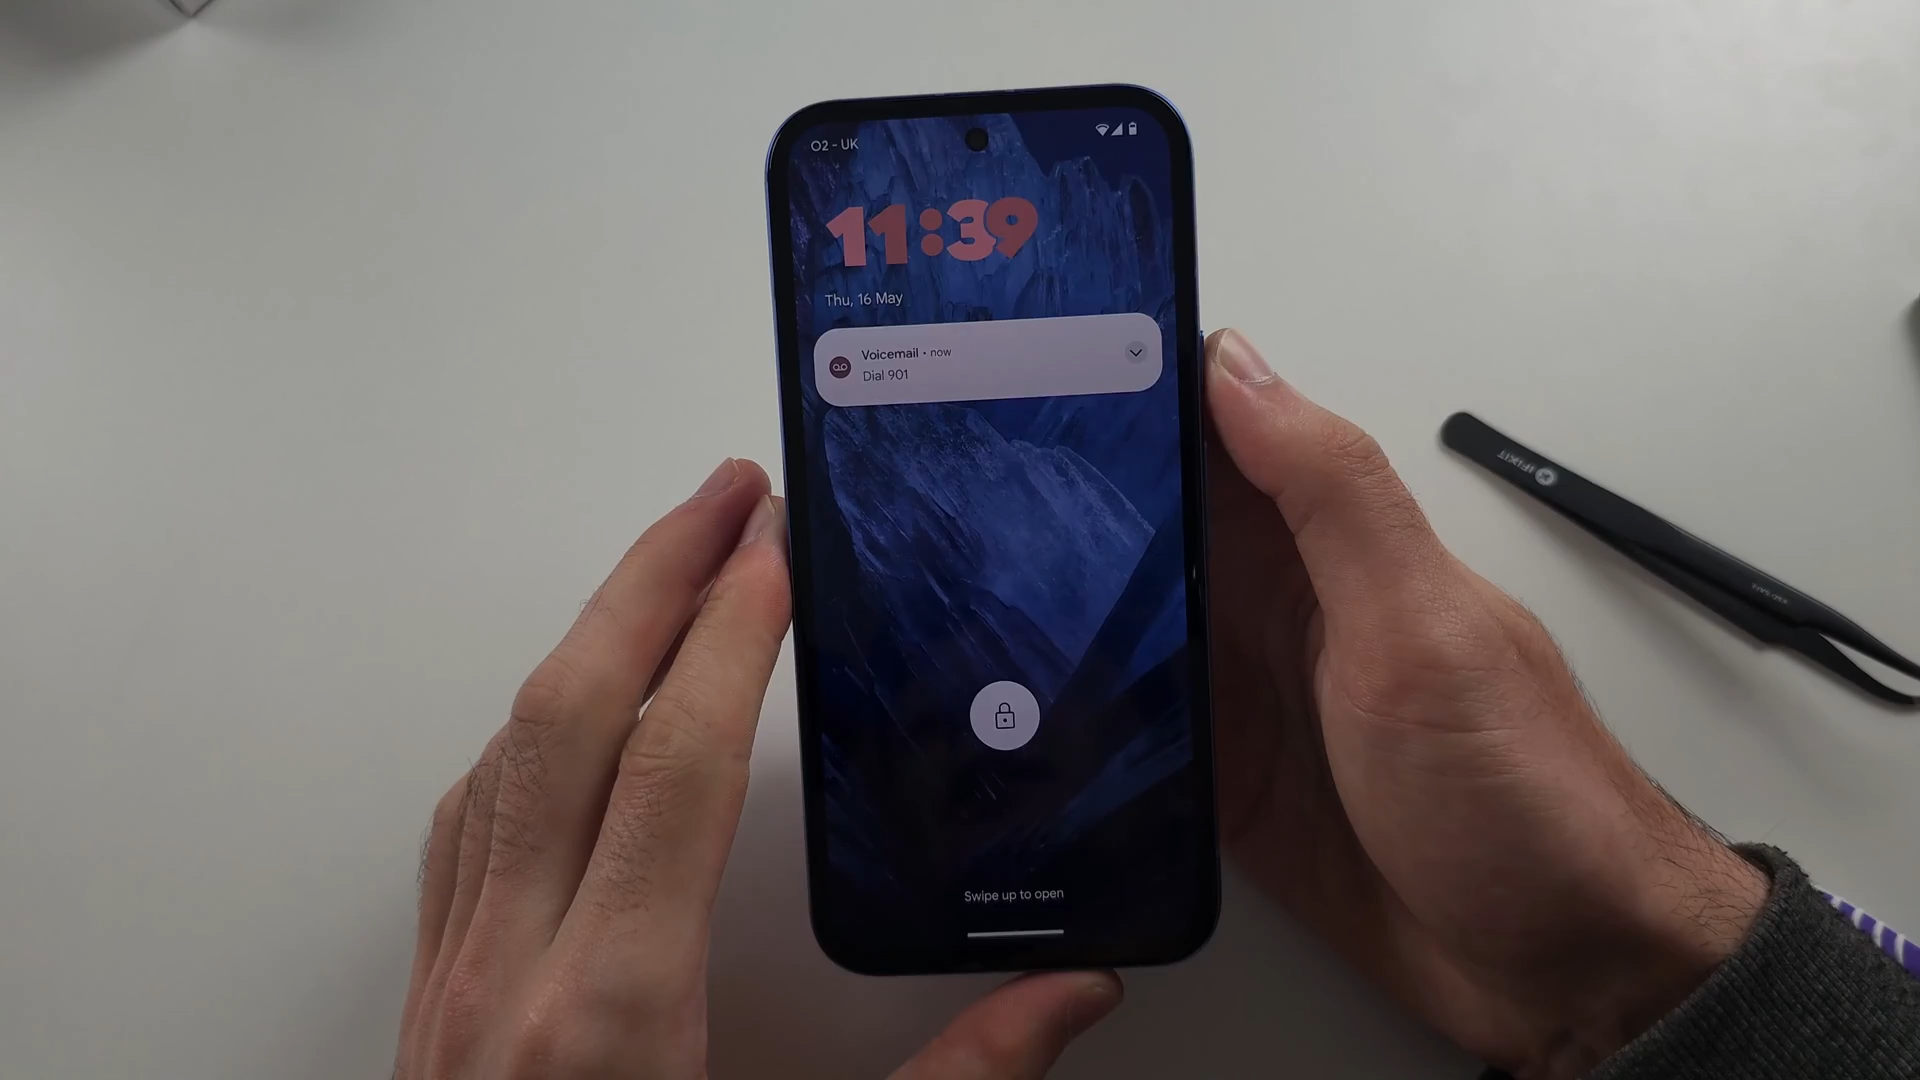 O2 - UK
11:39
Thu, 16 May
Voicemail • now
Dial 901
Swipe up to open
IFIXIT